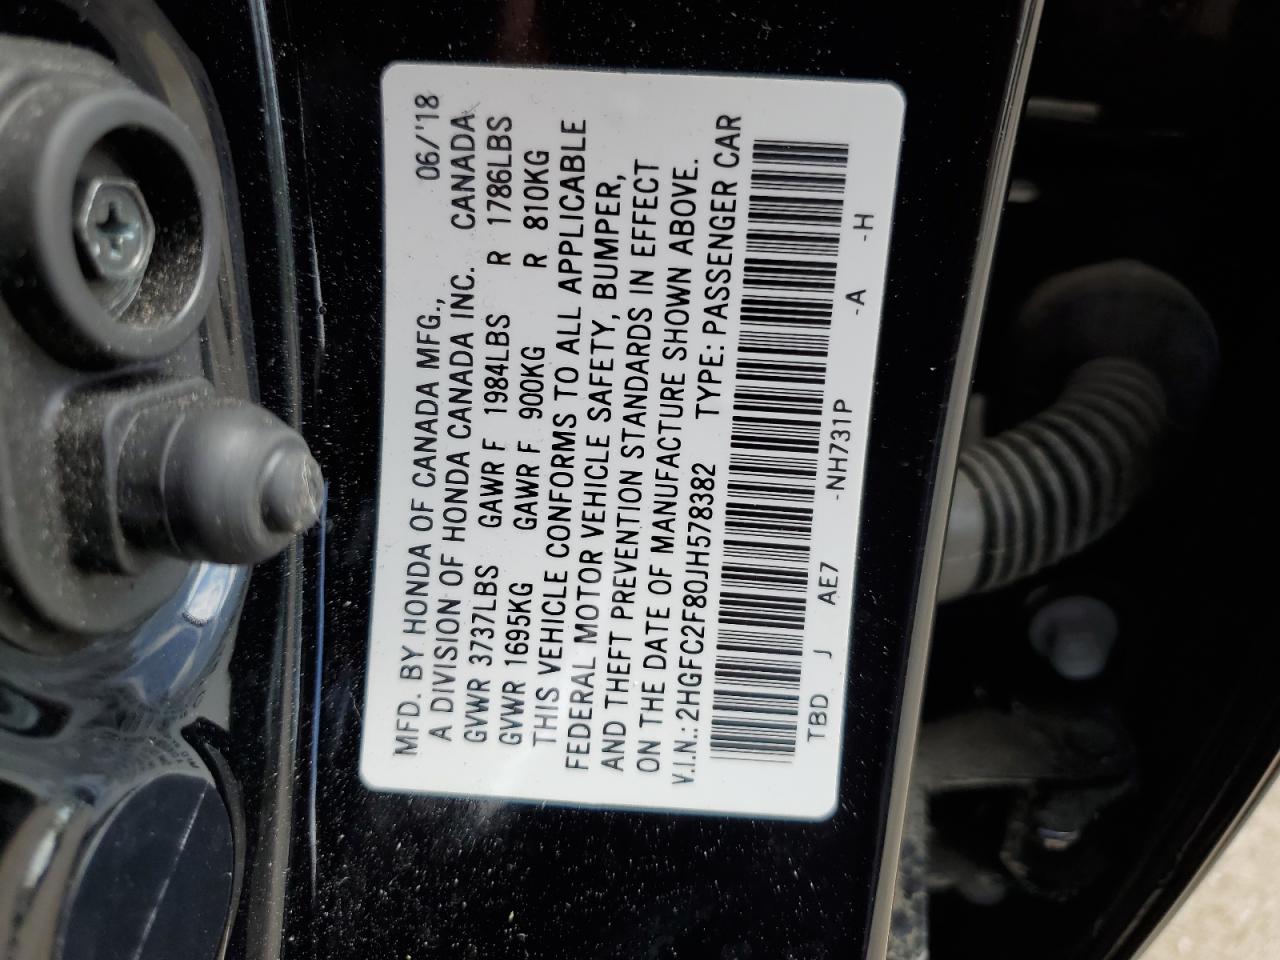 MFD. BY HONDA OF CANADA MFG., 06/'18
A DIVISION OF HONDA CANADA INC. CANADA
GVWR 3737LBS GAWR F 1984LBS R 1786LBS
GVWR 1695KG GAWR F 900KG R 810KG
THIS VEHICLE CONFORMS TO ALL APPLICABLE
FEDERAL MOTOR VEHICLE SAFETY, BUMPER,
AND THEFT PREVENTION STANDARDS IN EFFECT
ON THE DATE OF MANUFACTURE SHOWN ABOVE.
V.I.N.: 2HGFC2F80JH578382 TYPE: PASSENGER CAR
TBD J AE7 -NH731P -A -H